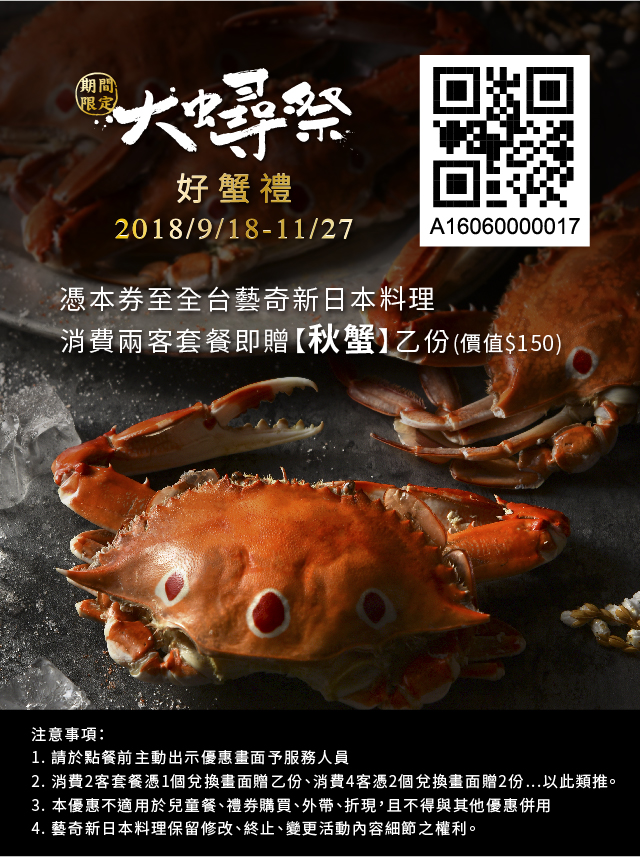 期間
限定
大蟳祭
好蟹禮
2018/9/18-11/27
A16060000017
憑本券至全台藝奇新日本料理
消費兩客套餐即贈【秋蟹】乙份(價值$150)
注意事項:
1. 請於點餐前主動出示優惠畫面予服務人員
2. 消費2客套餐憑1個兌換畫面贈乙份、消費4客憑2個兌換畫面贈2份...以此類推。
3. 本優惠不適用於兒童餐、禮券購買、外帶、折現,且不得與其他優惠併用
4. 藝奇新日本料理保留修改、終止、變更活動內容細節之權利。